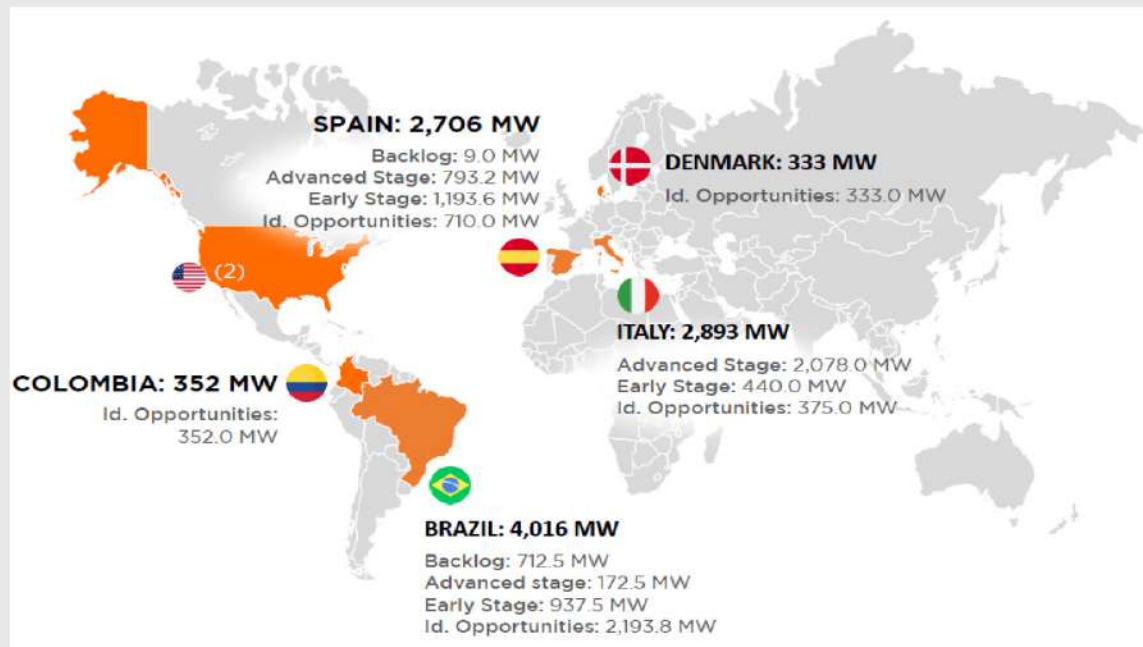 SPAIN: 2,706 MW
Backlog: 9.0 MW
Advanced Stage: 793.2 MW
Early Stage: 1,193.6 MW
Id. Opportunities: 710.0 MW
DENMARK: 333 MW
Id. Opportunities: 333.0 MW
(2)
ITALY: 2,893 MW
Advanced Stage: 2,078.0 MW
Early Stage: 440.0 MW
Id. Opportunities: 375.0 MW
COLOMBIA: 352 MW
Id. Opportunities:
352.0 MW
BRAZIL: 4,016 MW
Backlog: 712.5 MW
Advanced stage: 172.5 MW
Early Stage: 937.5 MW
Id. Opportunities: 2,193.8 MW